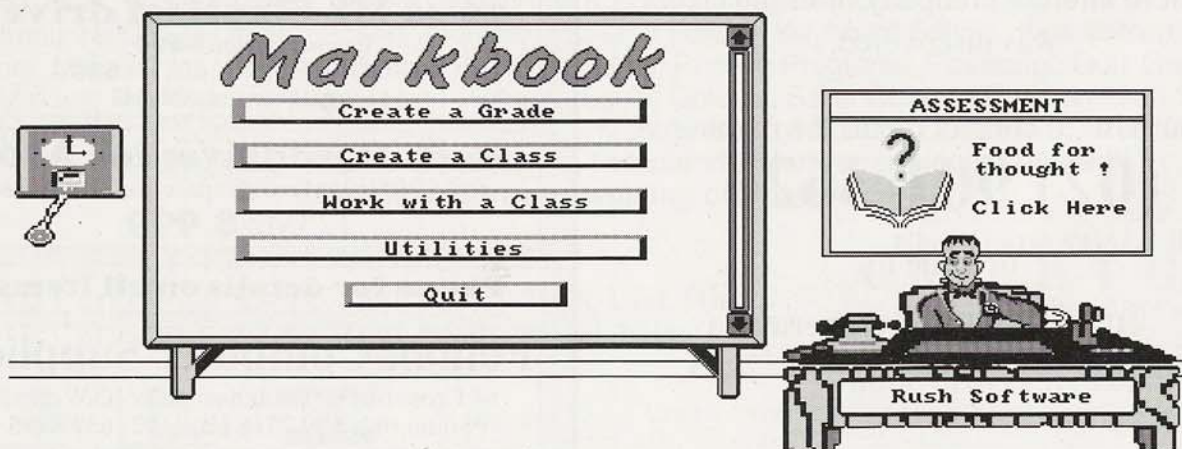 Markbook
Create a Grade
Create a Class
Work with a Class
Utilities
Quit
ASSESSMENT
?
Food for
thought !
Click Here
Rush Software